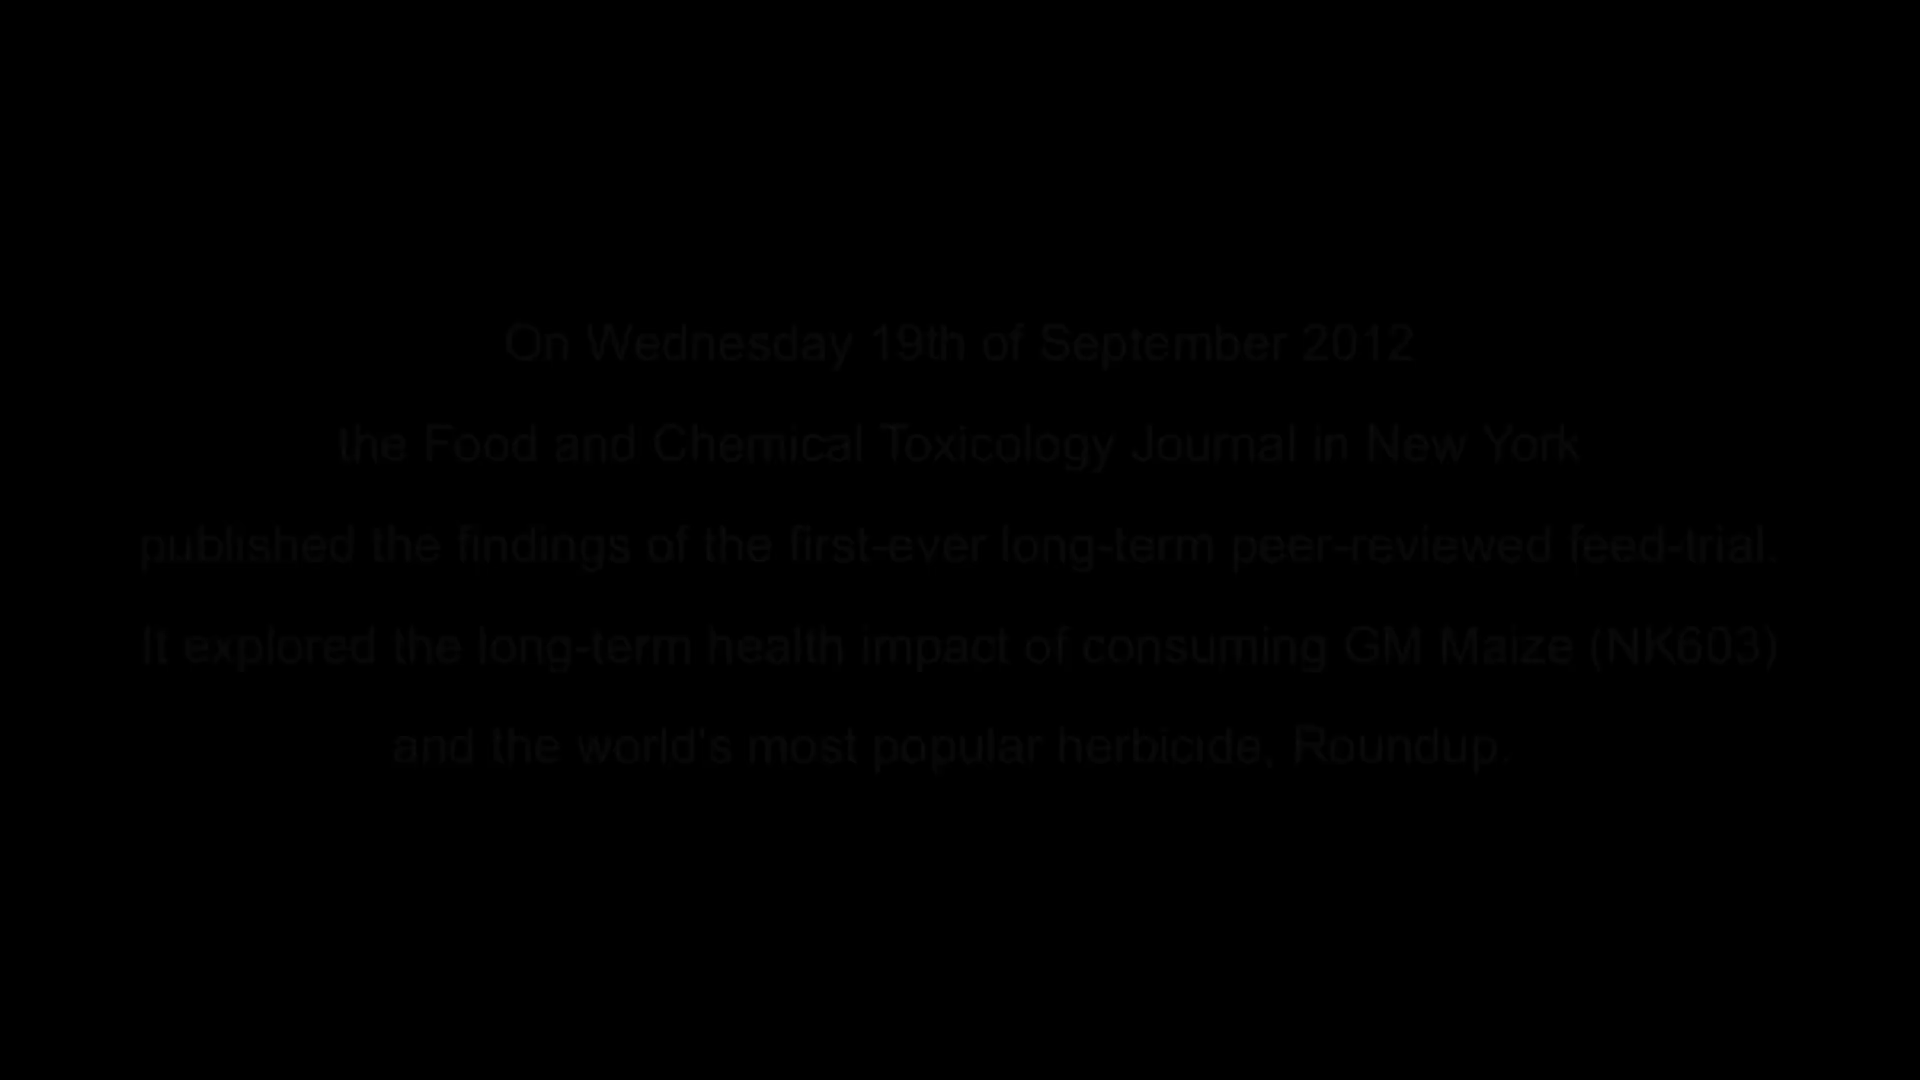 On Wednesday 19th of September 2012
the Food and Chemical Toxicology Journal in New York
published the findings of the first-ever long-term peer-reviewed feed-trial.
It explored the long-term health impact of consuming GM Maize (NK603)
and the world's most popular herbicide, Roundup.